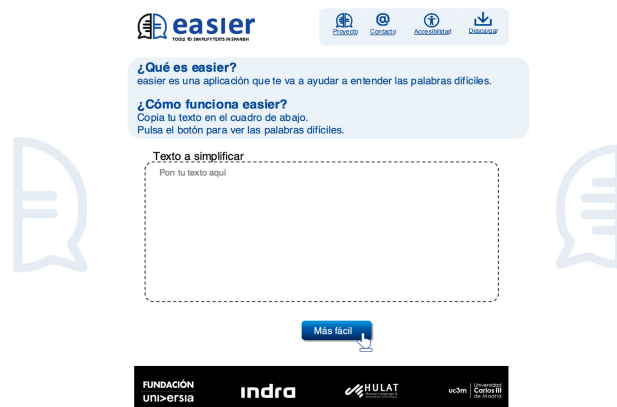 easier
TOOLS TO SIMPLIFY TEXTS IN SPANISH
Proyecto
Contacto
Accesibilidad
Descargar
¿Qué es easier?
easier es una aplicación que te va a ayudar a entender las palabras difíciles.
¿Cómo funciona easier?
Copia tu texto en el cuadro de abajo.
Pulsa el botón para ver las palabras difíciles.
Texto a simplificar
Pon tu texto aquí
Más fácil
FUNDACIÓN
UNI>ERSIA
Indra
HULAT
uc3m
Universidad
Carlos III
de Madrid